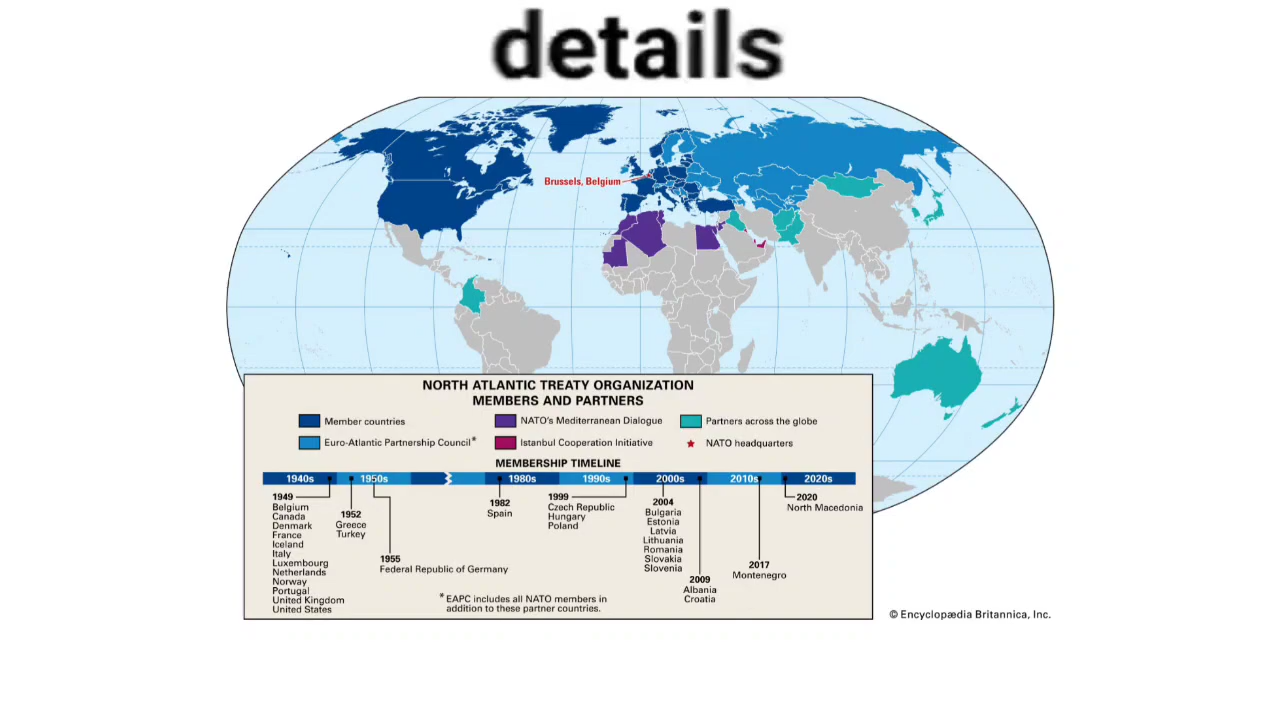 details
Brussels, Belgium
NORTH ATLANTIC TREATY ORGANIZATION
MEMBERS AND PARTNERS
Member countries
NATO's Mediterranean Dialogue
Partners across the globe
Euro-Atlantic Partnership Council*
Istanbul Cooperation Initiative
NATO headquarters
MEMBERSHIP TIMELINE
1940s 1950s 1980s 1990s 2000s 2010s 2020s
1949
Belgium
Canada
Denmark
France
Iceland
Italy
Luxembourg
Netherlands
Norway
Portugal
United Kingdom
United States
1952
Greece
Turkey
1955
Federal Republic of Germany
1982
Spain
1999
Czech Republic
Hungary
Poland
2004
Bulgaria
Estonia
Latvia
Lithuania
Romania
Slovakia
Slovenia
2009
Albania
Croatia
2017
Montenegro
2020
North Macedonia
* EAPC includes all NATO members in
addition to these partner countries.
© Encyclopædia Britannica, Inc.